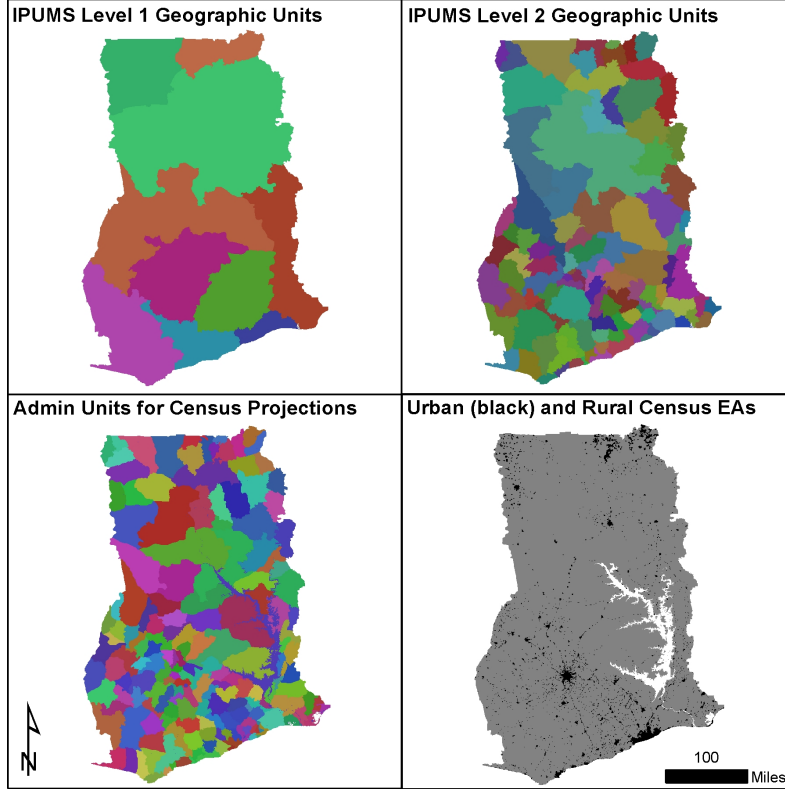 IPUMS Level 1 Geographic Units
IPUMS Level 2 Geographic Units
Admin Units for Census Projections
Urban (black) and Rural Census EAs
N
100
Miles